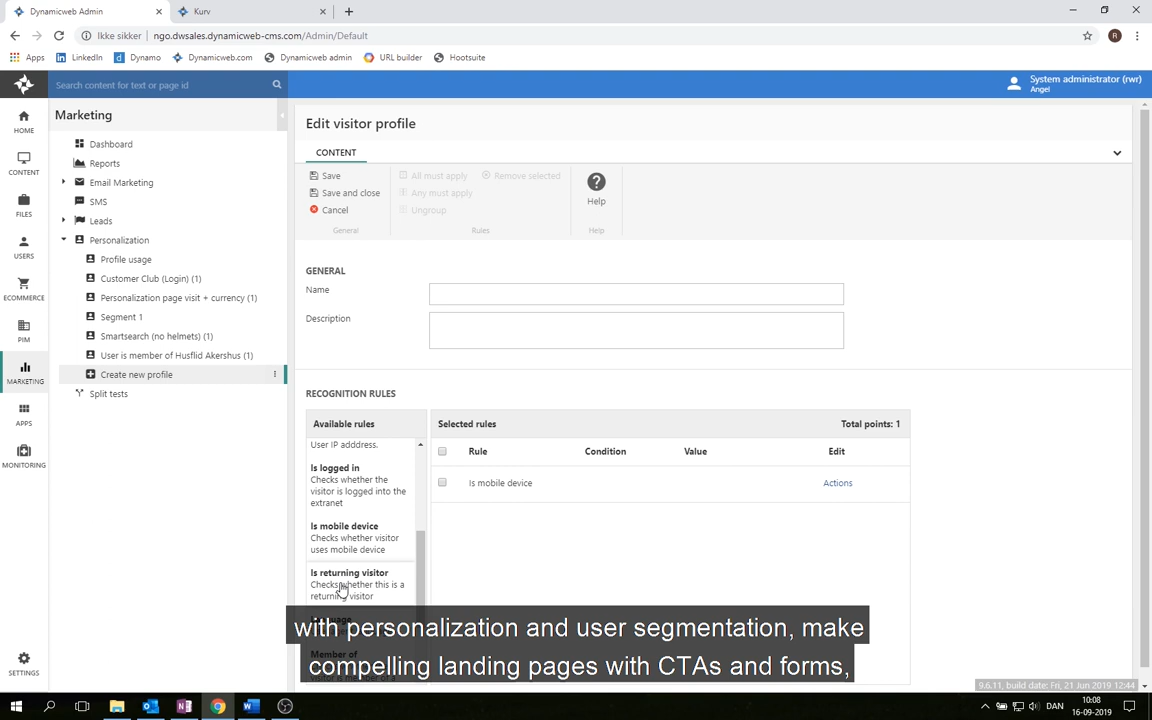 Dynamicweb Admin
Kurv
Ikke sikker
ngo.dwsales.dynamicweb-cms.com/Admin/Default
R
Apps
LinkedIn
Dynamo
Dynamicweb.com
Dynamicweb admin
URL builder
Hootsuite
Search content for text or page id
System administrator (rwr)
Angel
HOME
CONTENT
FILES
USERS
ECOMMERCE
PIM
MARKETING
APPS
MONITORING
SETTINGS
Marketing
Dashboard
Reports
Email Marketing
SMS
Leads
Personalization
Profile usage
Customer Club (Login) (1)
Personalization page visit + currency (1)
Segment 1
Smartsearch (no helmets) (1)
User is member of Husflid Akershus (1)
Create new profile
Split tests
Edit visitor profile
CONTENT
Save
Save and close
Cancel
General
All must apply
Remove selected
Any must apply
Ungroup
Rules
Help
Help
GENERAL
Name
Description
RECOGNITION RULES
Available rules
User IP adddress.
Is logged in
Checks whether the
visitor is logged into the
extranet
Is mobile device
Checks whether visitor
uses mobile device
Is returning visitor
Checks whether this is a
returning visitor
Member of
Selected rules
Total points: 1
Rule
Condition
Value
Edit
Is mobile device
Actions
with personalization and user segmentation, make
compelling landing pages with CTAs and forms,
9.6.11, build date: Fri, 21 Jun 2019 12:44
DAN
10:08
16-09-2019